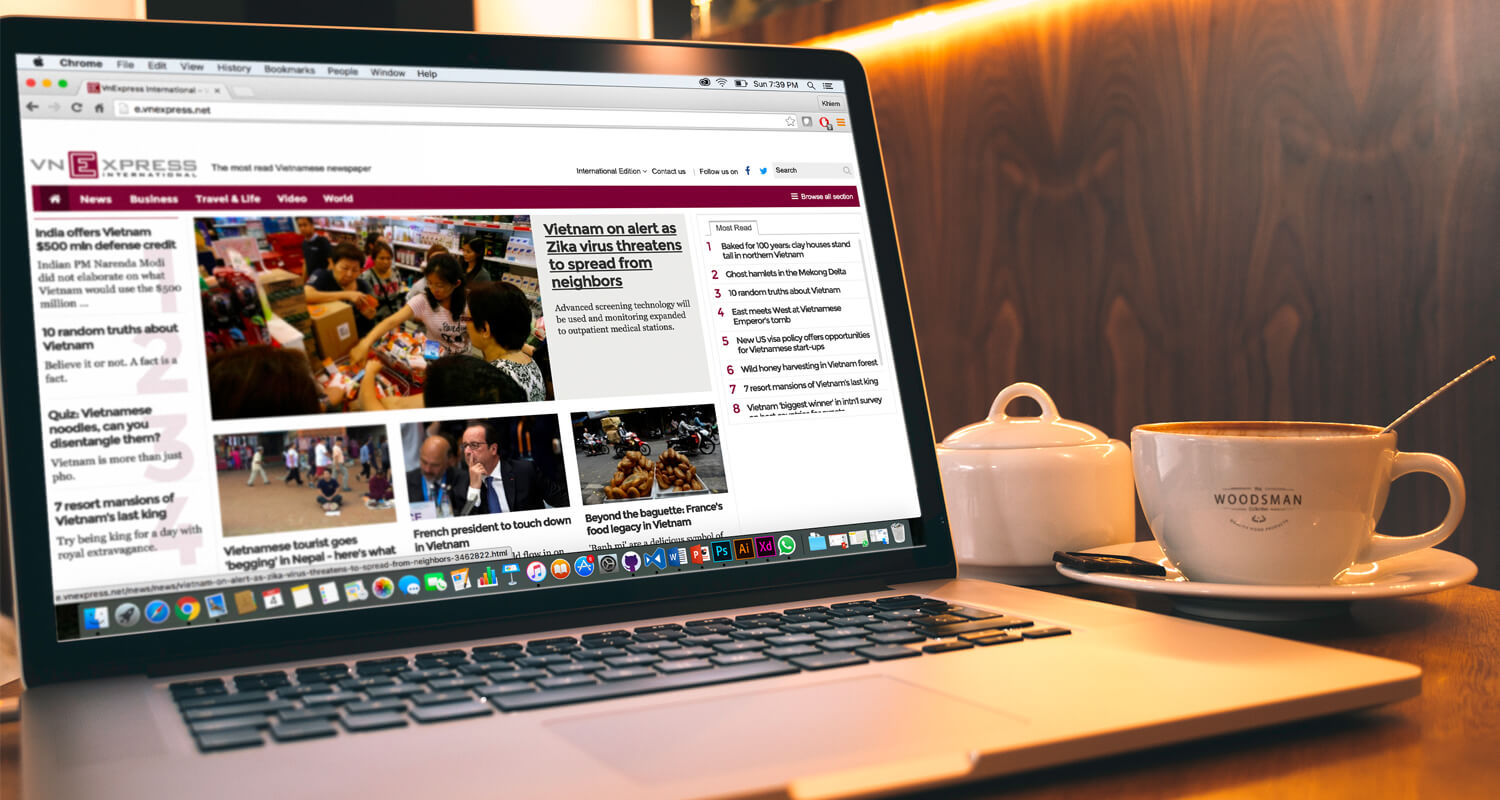 Chrome File Edit View History Bookmarks People Window Help
Sun 7:39 PM
VnExpress International –
Khiem
e.vnexpress.net
VN EXPRESS
INTERNATIONAL
The most read Vietnamese newspaper
International Edition Contact us | Follow us on Search
News Business Travel & Life Video World
Browse all section
India offers Vietnam
$500 mln defense credit
Indian PM Narenda Modi
did not elaborate on what
Vietnam would use the $500
million ...
1
10 random truths about
Vietnam
Believe it or not. A fact is a
fact.
2
Quiz: Vietnamese
noodles, can you
disentangle them?
Vietnam is more than just
pho.
3
7 resort mansions of
Vietnam's last king
Try being king for a day with
royal extravagance.
4
Vietnam on alert as
Zika virus threatens
to spread from
neighbors
Advanced screening technology will
be used and monitoring expanded
to outpatient medical stations.
Vietnamese tourist goes
'begging' in Nepal - here's what
French president to touch down
in Vietnam
flow in on
Beyond the baguette: France's
food legacy in Vietnam
'Banh mi' are a delicious symbol of
Most Read
1 Baked for 100 years: clay houses stand
tall in northern Vietnam
2 Ghost hamlets in the Mekong Delta
3 10 random truths about Vietnam
4 East meets West at Vietnamese
Emperor's tomb
5 New US visa policy offers opportunities
for Vietnamese start-ups
6 Wild honey harvesting in Vietnam forest
7 7 resort mansions of Vietnam's last king
8 Vietnam 'biggest winner' in intn'l survey
e.vnexpress.net/news/news/vietnam-on-alert-as-zika-virus-threatens-to-spread-from-neighbors-3462822.html
4
Ps Ai Xd
WOODSMAN